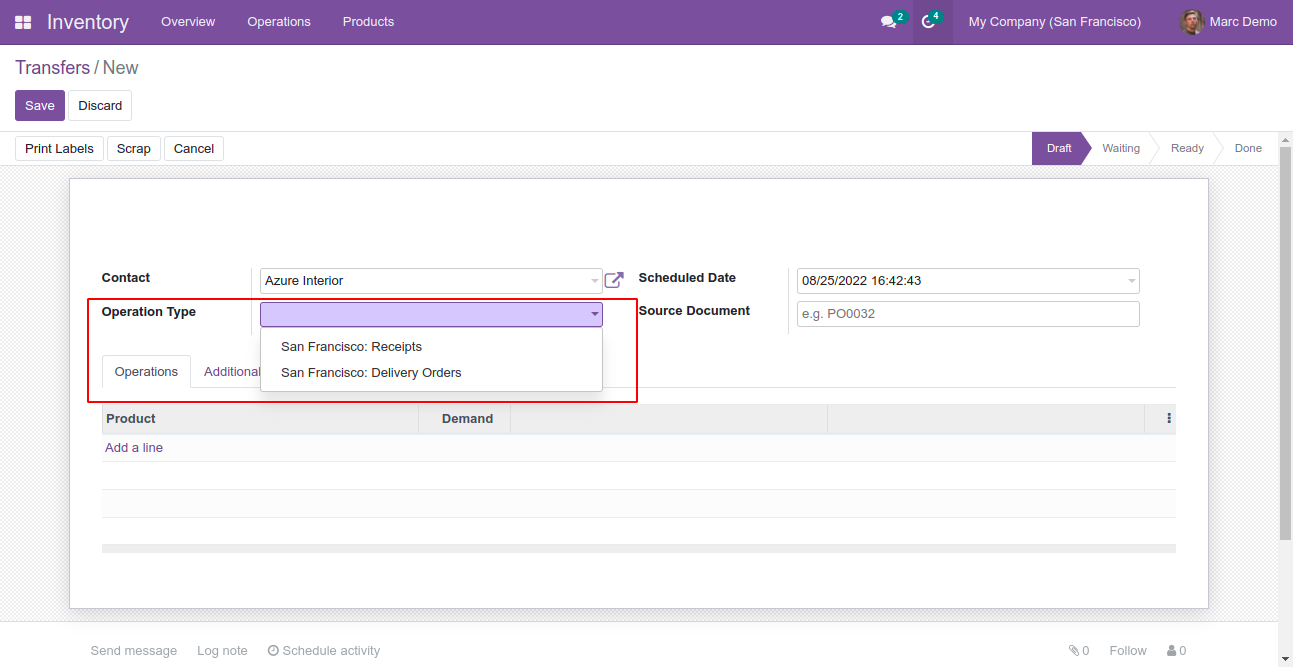 Inventory Overview Operations Products 2 4 My Company (San Francisco) Marc Demo
Transfers / New
Save Discard
Print Labels Scrap Cancel Draft Waiting Ready Done
Contact Azure Interior Scheduled Date 08/25/2022 16:42:43
Operation Type Source Document e.g. PO0032
San Francisco: Receipts
Operations Additional San Francisco: Delivery Orders
Product Demand
Add a line
Send message Log note Schedule activity 0 Follow 0